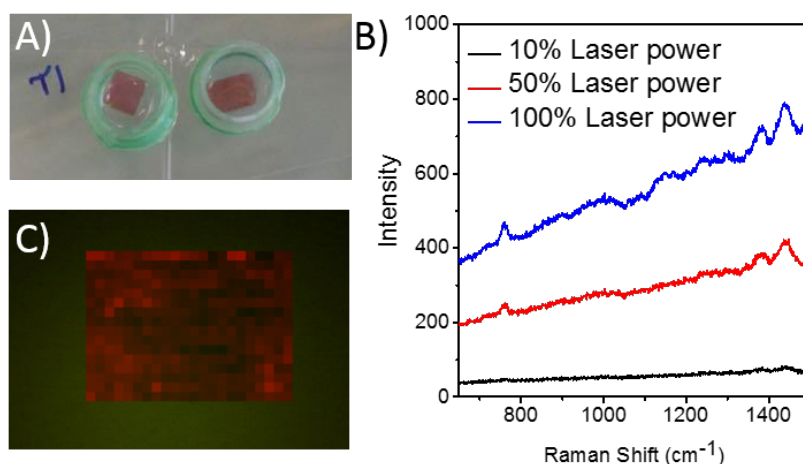 A)
T1
B)
1000
800
600
400
200
0
Intensity
10% Laser power
50% Laser power
100% Laser power
800
1000
1200
1400
Raman Shift (cm⁻¹)
C)